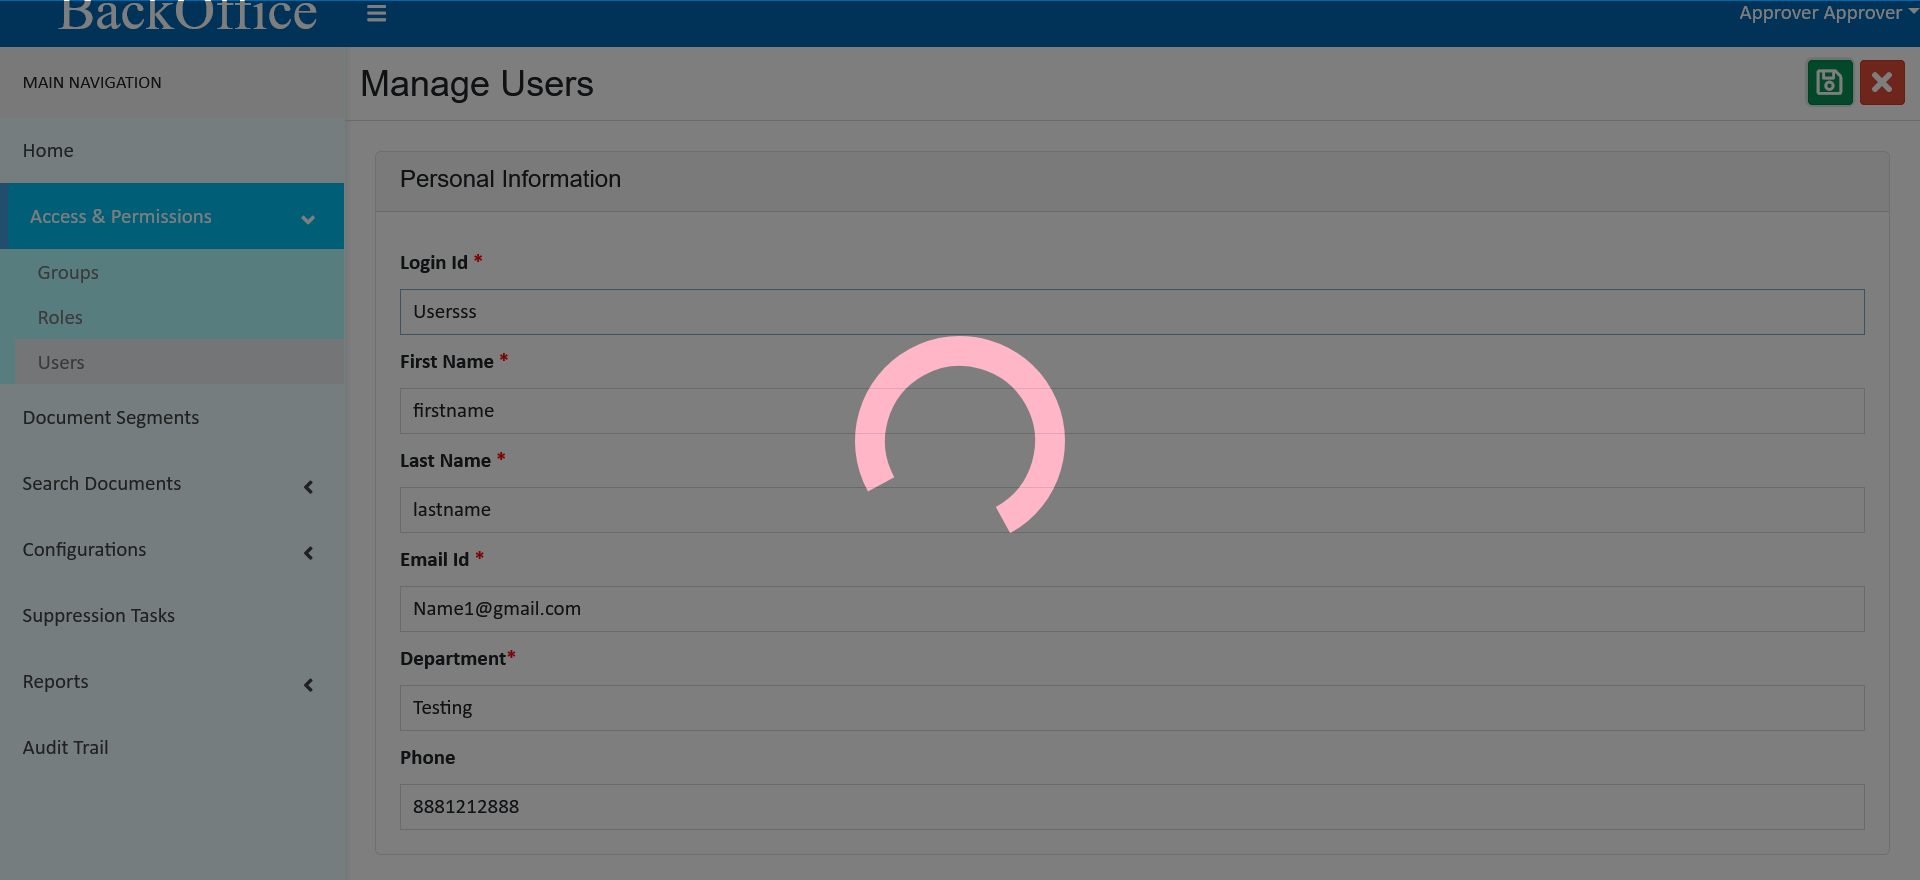 BackOffice
Approver Approver
MAIN NAVIGATION
Home
Access & Permissions
Groups
Roles
Users
Document Segments
Search Documents
Configurations
Suppression Tasks
Reports
Audit Trail
Manage Users
Personal Information
Login Id *
Usersss
First Name *
firstname
Last Name *
lastname
Email Id *
Name1@gmail.com
Department*
Testing
Phone
8881212888